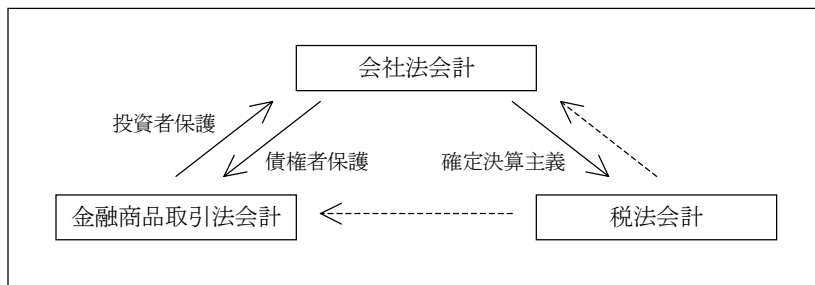 会社法会計
投資者保護
債権者保護
確定決算主義
金融商品取引法会計
税法会計